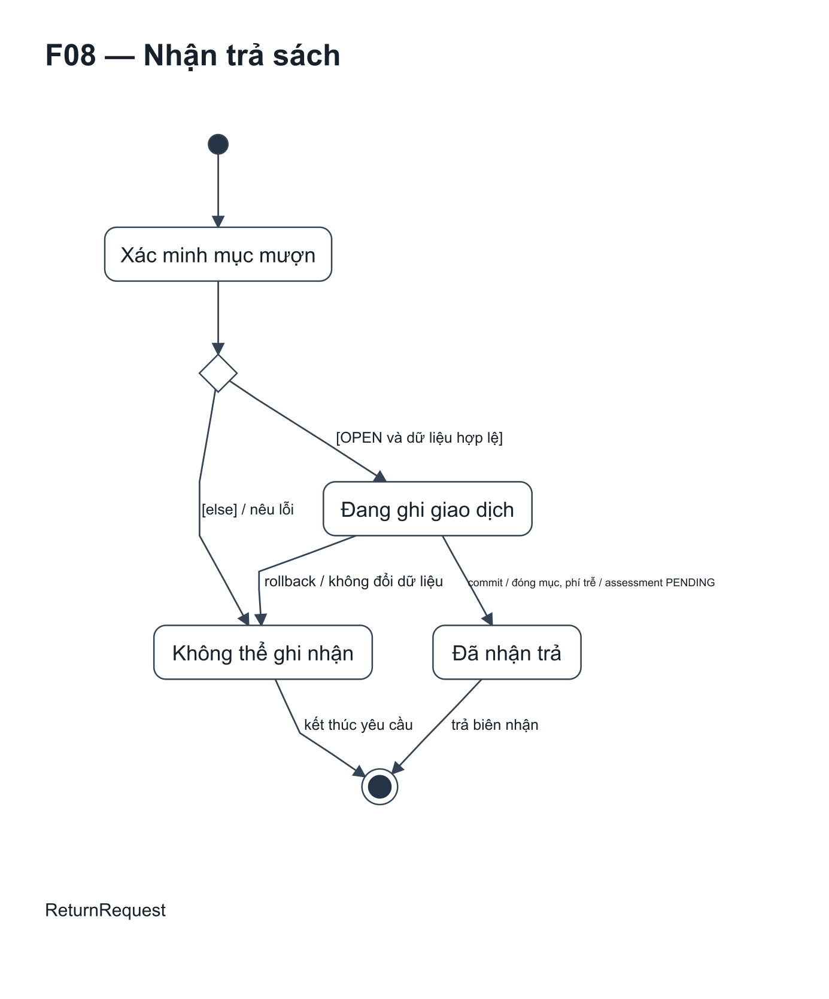 F08 — Nhận trả sách
Xác minh mục mượn
[OPEN và dữ liệu hợp lệ]
[else] / nêu lỗi
Đang ghi giao dịch
rollback / không đổi dữ liệu
commit / đóng mục, phí trễ / assessment PENDING
Không thể ghi nhận
Đã nhận trả
kết thúc yêu cầu
trả biên nhận
ReturnRequest